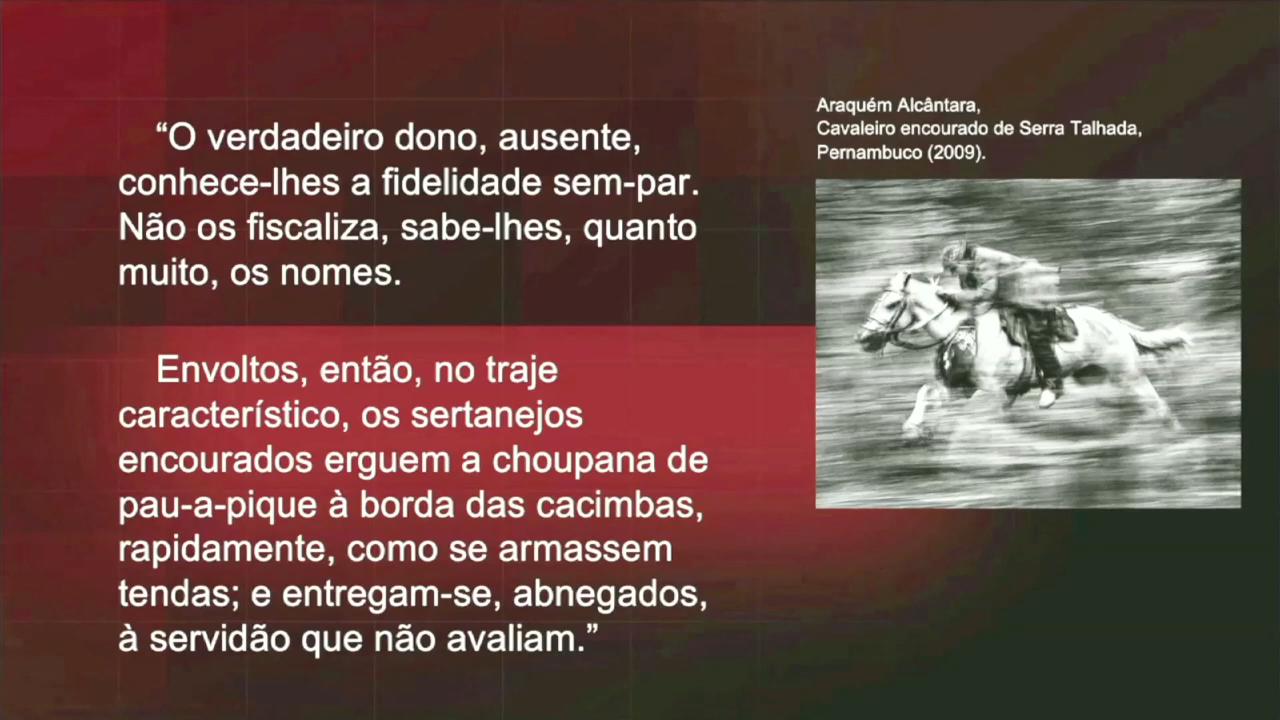 “O verdadeiro dono, ausente,
conhece-lhes a fidelidade sem-par.
Não os fiscaliza, sabe-lhes, quanto
muito, os nomes.
Envoltos, então, no traje
característico, os sertanejos
encourados erguem a choupana de
pau-a-pique à borda das cacimbas,
rapidamente, como se armassem
tendas; e entregam-se, abnegados,
à servidão que não avaliam.”
Araquém Alcântara,
Cavaleiro encourado de Serra Talhada,
Pernambuco (2009).